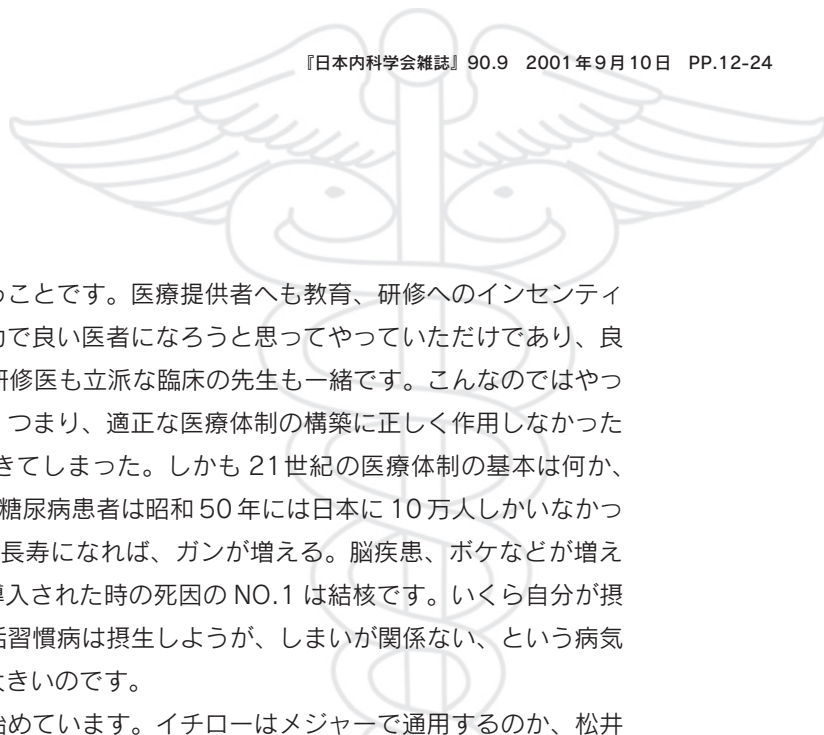 『日本内科学会雑誌』90.9　2001年9月10日　PP.12-24
ことです。医療提供者へも教育、研修へのインセンティ
で良い医者になろうと思ってやっていただけであり、良
研修医も立派な臨床の先生も一緒です。こんなのではやっ
つまり、適正な医療体制の構築に正しく作用しなかった
きてしまった。しかも 21世紀の医療体制の基本は何か、
糖尿病患者は昭和 50 年には日本に 10 万人しかいなかっ
長寿になれば、ガンが増える。脳疾患、ボケなどが増え
導入された時の死因の NO.1 は結核です。いくら自分が摂
活習慣病は摂生しようが、しまいが関係ない、という病気
大きいのです。
始めています。イチローはメジャーで通用するのか、松井